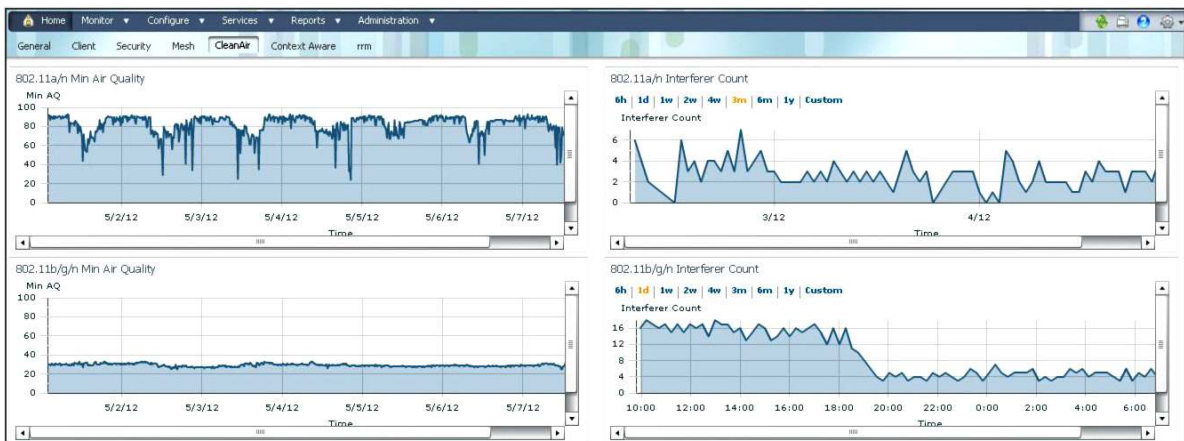 Home Monitor Configure Services Reports Administration
General Client Security Mesh CleanAir Context Aware rrm
802.11a/n Min Air Quality
Min AQ
100
80
60
40
20
0
5/2/12 5/3/12 5/4/12 5/5/12 5/6/12 5/7/12
Time
802.11a/n Interferer Count
6h | 1d | 1w | 2w | 4w | 3m | 6m | 1y | Custom
Interferer Count
6
4
2
0
3/12 4/12
Time
802.11b/g/n Min Air Quality
Min AQ
100
80
60
40
20
0
5/2/12 5/3/12 5/4/12 5/5/12 5/6/12 5/7/12
Time
802.11b/g/n Interferer Count
6h | 1d | 1w | 2w | 4w | 3m | 6m | 1y | Custom
Interferer Count
16
12
8
4
0
10:00 12:00 14:00 16:00 18:00 20:00 22:00 0:00 2:00 4:00 6:00
Time